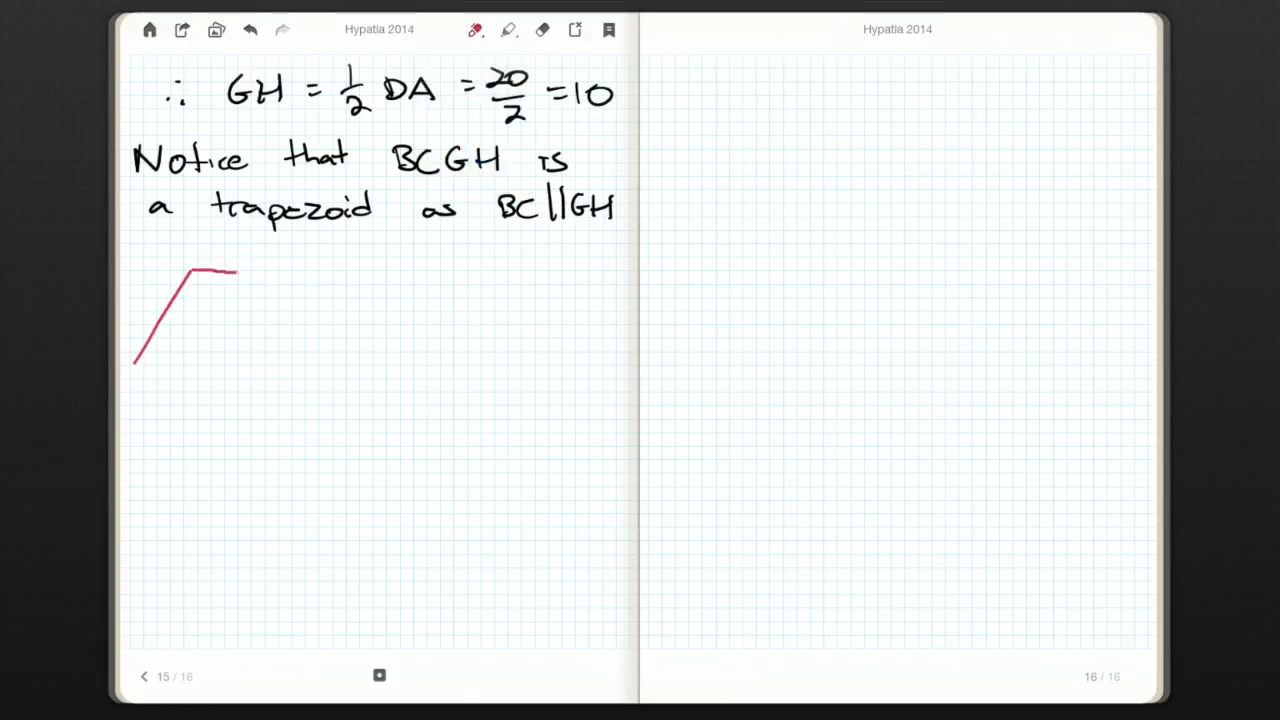 Hypatia 2014
∴ GH = 1/2 DA = 20/2 = 10
Notice that BCGH is
a trapezoid as BC||GH
15 / 16
Hypatia 2014
16 / 16